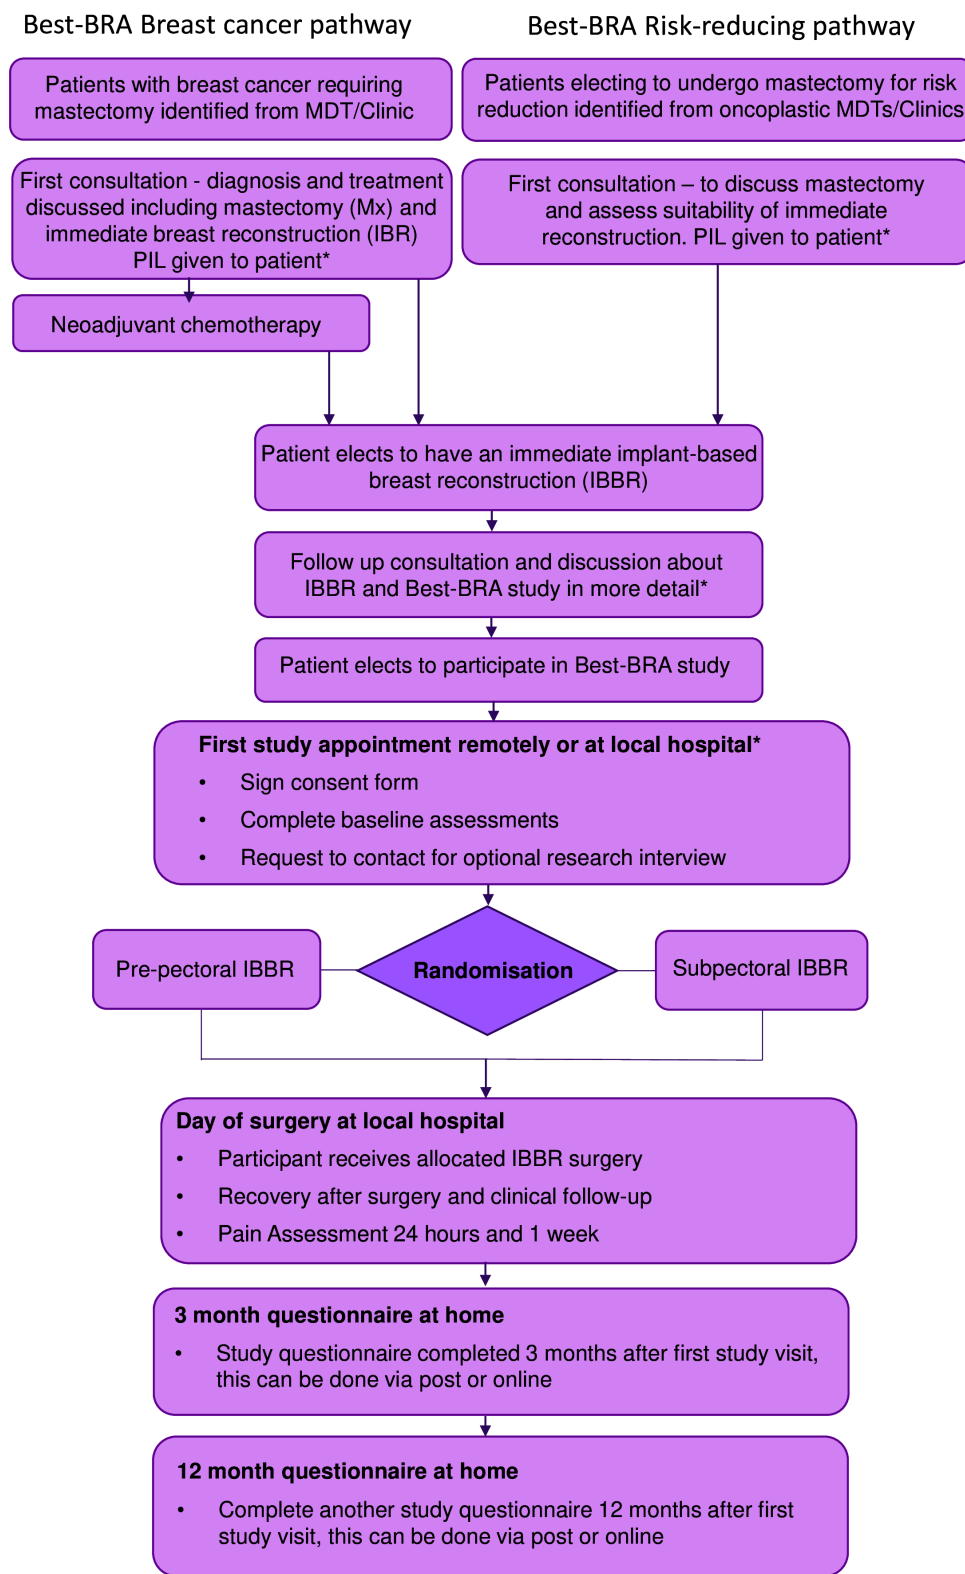 Best-BRA Breast cancer pathway
Best-BRA Risk-reducing pathway
Patients with breast cancer requiring
mastectomy identified from MDT/Clinic
Patients electing to undergo mastectomy for risk
reduction identified from oncoplastic MDTs/Clinics
First consultation - diagnosis and treatment
discussed including mastectomy (Mx) and
immediate breast reconstruction (IBR)
PIL given to patient*
First consultation – to discuss mastectomy
and assess suitability of immediate
reconstruction. PIL given to patient*
Neoadjuvant chemotherapy
Patient elects to have an immediate implant-based
breast reconstruction (IBBR)
Follow up consultation and discussion about
IBBR and Best-BRA study in more detail*
Patient elects to participate in Best-BRA study
First study appointment remotely or at local hospital*
• Sign consent form
• Complete baseline assessments
• Request to contact for optional research interview
Pre-pectoral IBBR
Randomisation
Subpectoral IBBR
Day of surgery at local hospital
• Participant receives allocated IBBR surgery
• Recovery after surgery and clinical follow-up
• Pain Assessment 24 hours and 1 week
3 month questionnaire at home
• Study questionnaire completed 3 months after first study visit,
this can be done via post or online
12 month questionnaire at home
• Complete another study questionnaire 12 months after first
study visit, this can be done via post or online